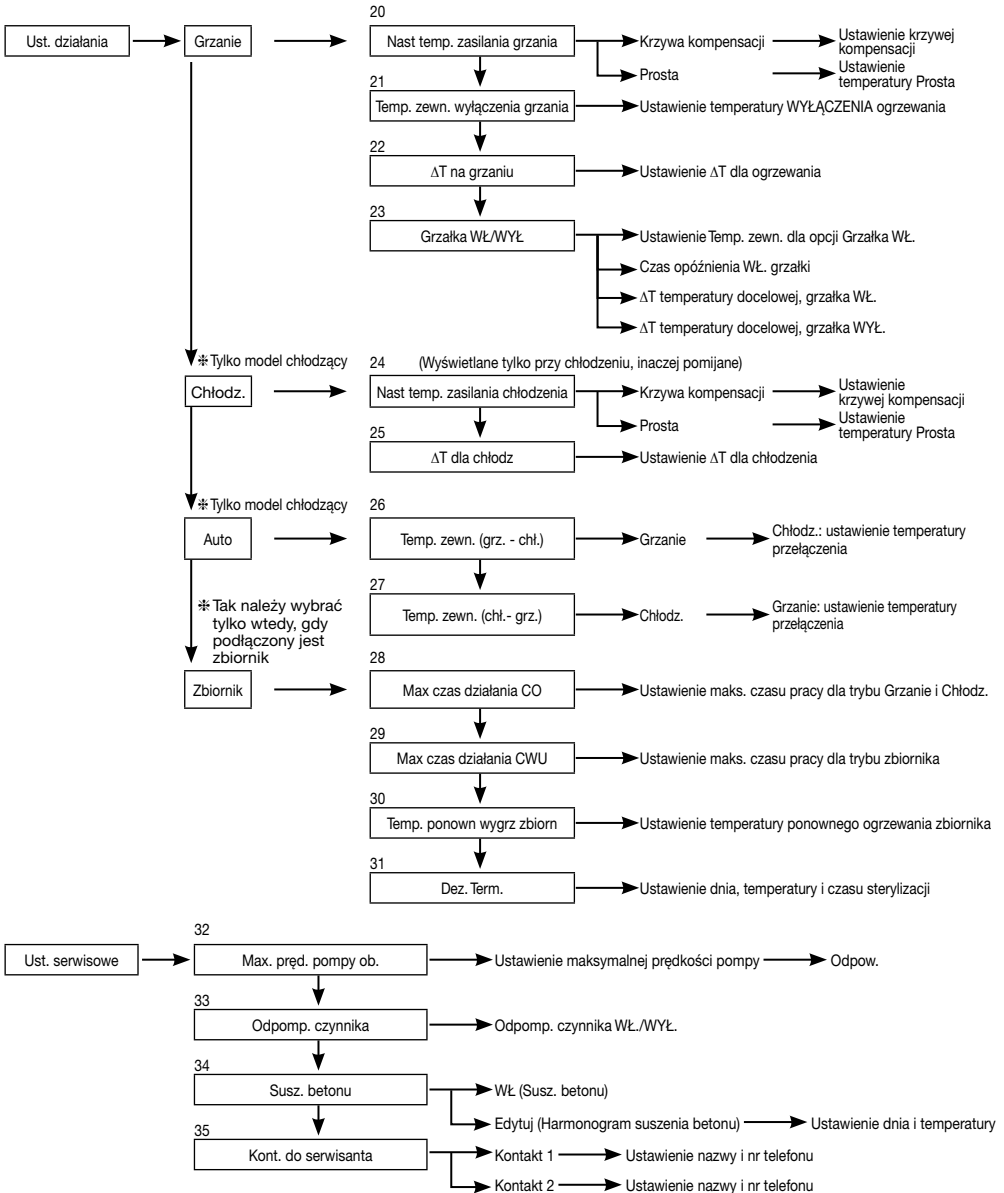 20
Ust. działania
Grzanie
Nast temp. zasilania grzania
Krzywa kompensacji
Ustawienie krzywej
kompensacji
Prosta
Ustawienie
temperatury Prosta
21
Temp. zewn. wyłączenia grzania
Ustawienie temperatury WYŁĄCZENIA ogrzewania
22
ΔT na grzaniu
Ustawienie ΔT dla ogrzewania
23
Grzałka WŁ/WYŁ
Ustawienie Temp. zewn. dla opcji Grzałka WŁ.
Czas opóźnienia WŁ. grzałki
ΔT temperatury docelowej, grzałka WŁ.
ΔT temperatury docelowej, grzałka WYŁ.
❉ Tylko model chłodzący
24
(Wyświetlane tylko przy chłodzeniu, inaczej pomijane)
Chłodz.
Nast temp. zasilania chłodzenia
Krzywa kompensacji
Ustawienie
krzywej kompensacji
Prosta
Ustawienie
temperatury Prosta
25
ΔT dla chłodz
Ustawienie ΔT dla chłodzenia
❉ Tylko model chłodzący
26
Auto
Temp. zewn. (grz. - chł.)
Grzanie
Chłodz.: ustawienie temperatury
przełączenia
27
Temp. zewn. (chł.- grz.)
Chłodz.
Grzanie: ustawienie temperatury
przełączenia
❉ Tak należy wybrać
tylko wtedy, gdy
podłączony jest
zbiornik
28
Zbiornik
Max czas działania CO
Ustawienie maks. czasu pracy dla trybu Grzanie i Chłodz.
29
Max czas działania CWU
Ustawienie maks. czasu pracy dla trybu zbiornika
30
Temp. ponown wygrz zbiorn
Ustawienie temperatury ponownego ogrzewania zbiornika
31
Dez. Term.
Ustawienie dnia, temperatury i czasu sterylizacji
32
Ust. serwisowe
Max. pręd. pompy ob.
Ustawienie maksymalnej prędkości pompy
Odpow.
33
Odpomp. czynnika
Odpomp. czynnika WŁ./WYŁ.
34
Susz. betonu
WŁ (Susz. betonu)
Edytuj (Harmonogram suszenia betonu)
Ustawienie dnia i temperatury
35
Kont. do serwisanta
Kontakt 1
Ustawienie nazwy i nr telefonu
Kontakt 2
Ustawienie nazwy i nr telefonu